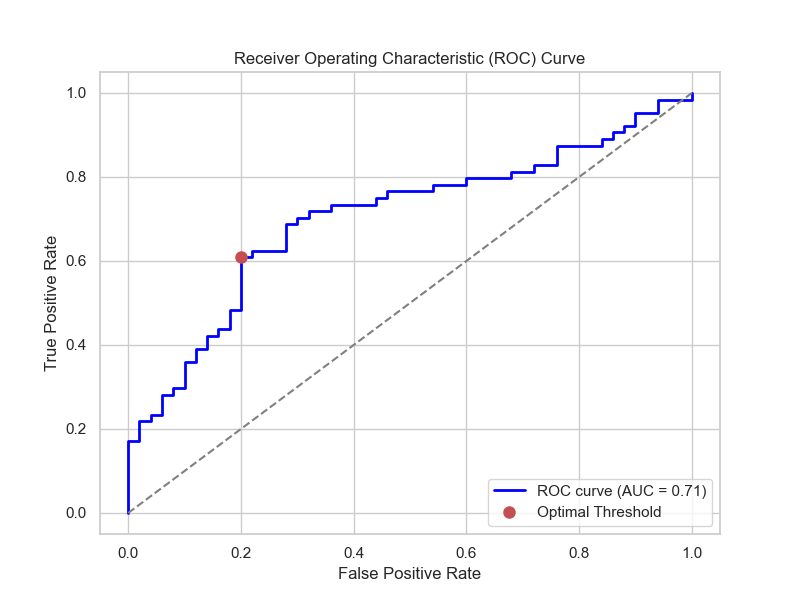 Receiver Operating Characteristic (ROC) Curve
True Positive Rate
1.0
0.8
0.6
0.4
0.2
0.0
0.0 0.2 0.4 0.6 0.8 1.0
False Positive Rate
ROC curve (AUC = 0.71)
Optimal Threshold